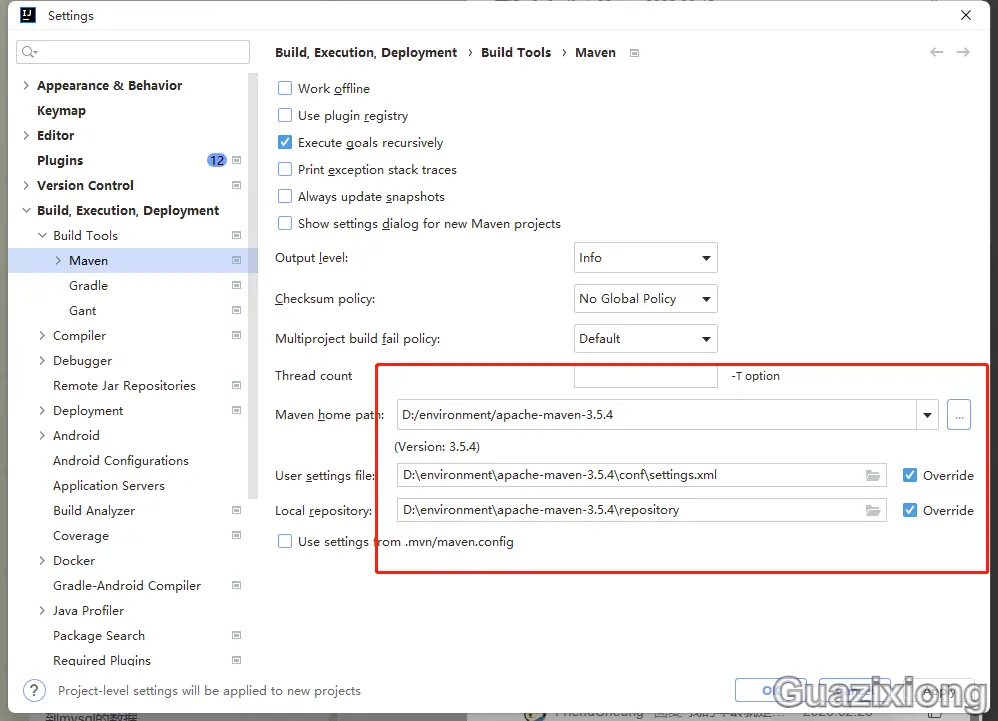 Settings
Build, Execution, Deployment › Build Tools › Maven
Appearance & Behavior
Keymap
Editor
Plugins 12
Version Control
Build, Execution, Deployment
Build Tools
Maven
Gradle
Gant
Compiler
Debugger
Remote Jar Repositories
Deployment
Android
Android Configurations
Application Servers
Build Analyzer
Coverage
Docker
Gradle-Android Compiler
Java Profiler
Package Search
Required Plugins
Work offline
Use plugin registry
Execute goals recursively
Print exception stack traces
Always update snapshots
Show settings dialog for new Maven projects
Output level: Info
Checksum policy: No Global Policy
Multiproject build fail policy: Default
Thread count -T option
Maven home path: D:/environment/apache-maven-3.5.4 ...
(Version: 3.5.4)
User settings file: D:\environment\apache-maven-3.5.4\conf\settings.xml Override
Local repository: D:\environment\apache-maven-3.5.4\repository Override
Use settings from .mvn/maven.config
? Project-level settings will be applied to new projects
OK Cancel Apply
Guazixiong